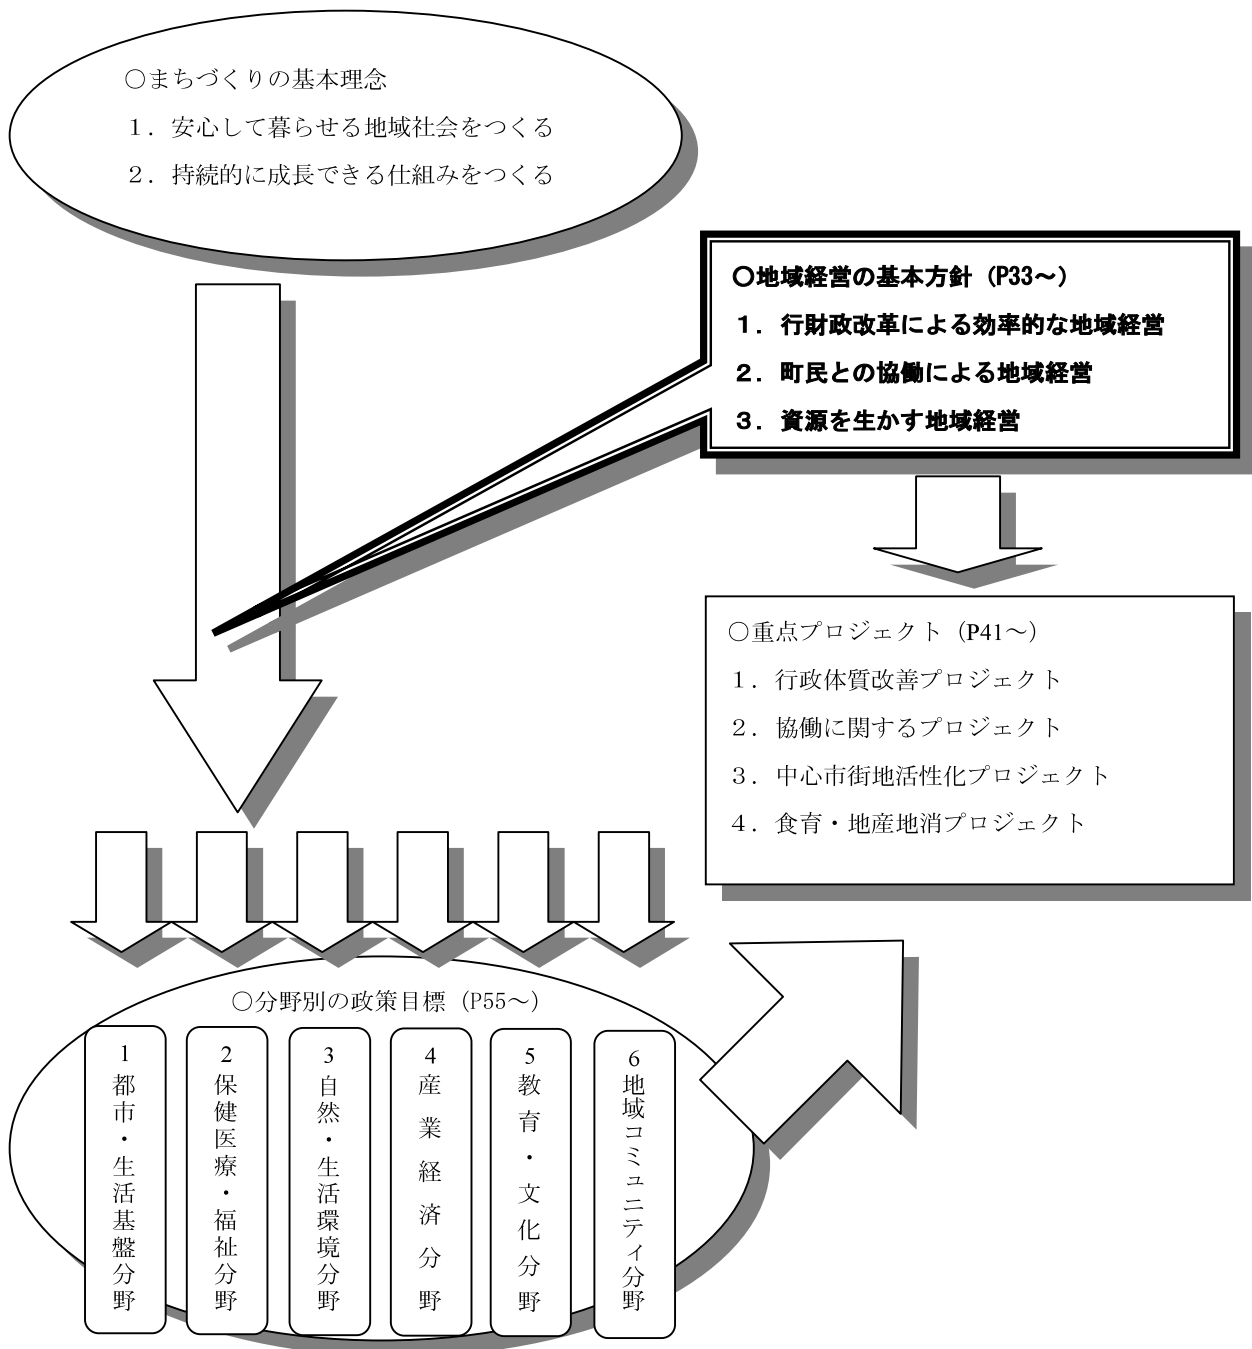 ○まちづくりの基本理念
１．安心して暮らせる地域社会をつくる
２．持続的に成長できる仕組みをつくる
○地域経営の基本方針（P33～）
１．行財政改革による効率的な地域経営
２．町民との協働による地域経営
３．資源を生かす地域経営
○重点プロジェクト（P41～）
１．行政体質改善プロジェクト
２．協働に関するプロジェクト
３．中心市街地活性化プロジェクト
４．食育・地産地消プロジェクト
○分野別の政策目標（P55～）
1都市・生活基盤分野
2保健医療・福祉分野
3自然・生活環境分野
4産業経済分野
5教育・文化分野
6地域コミュニティ分野